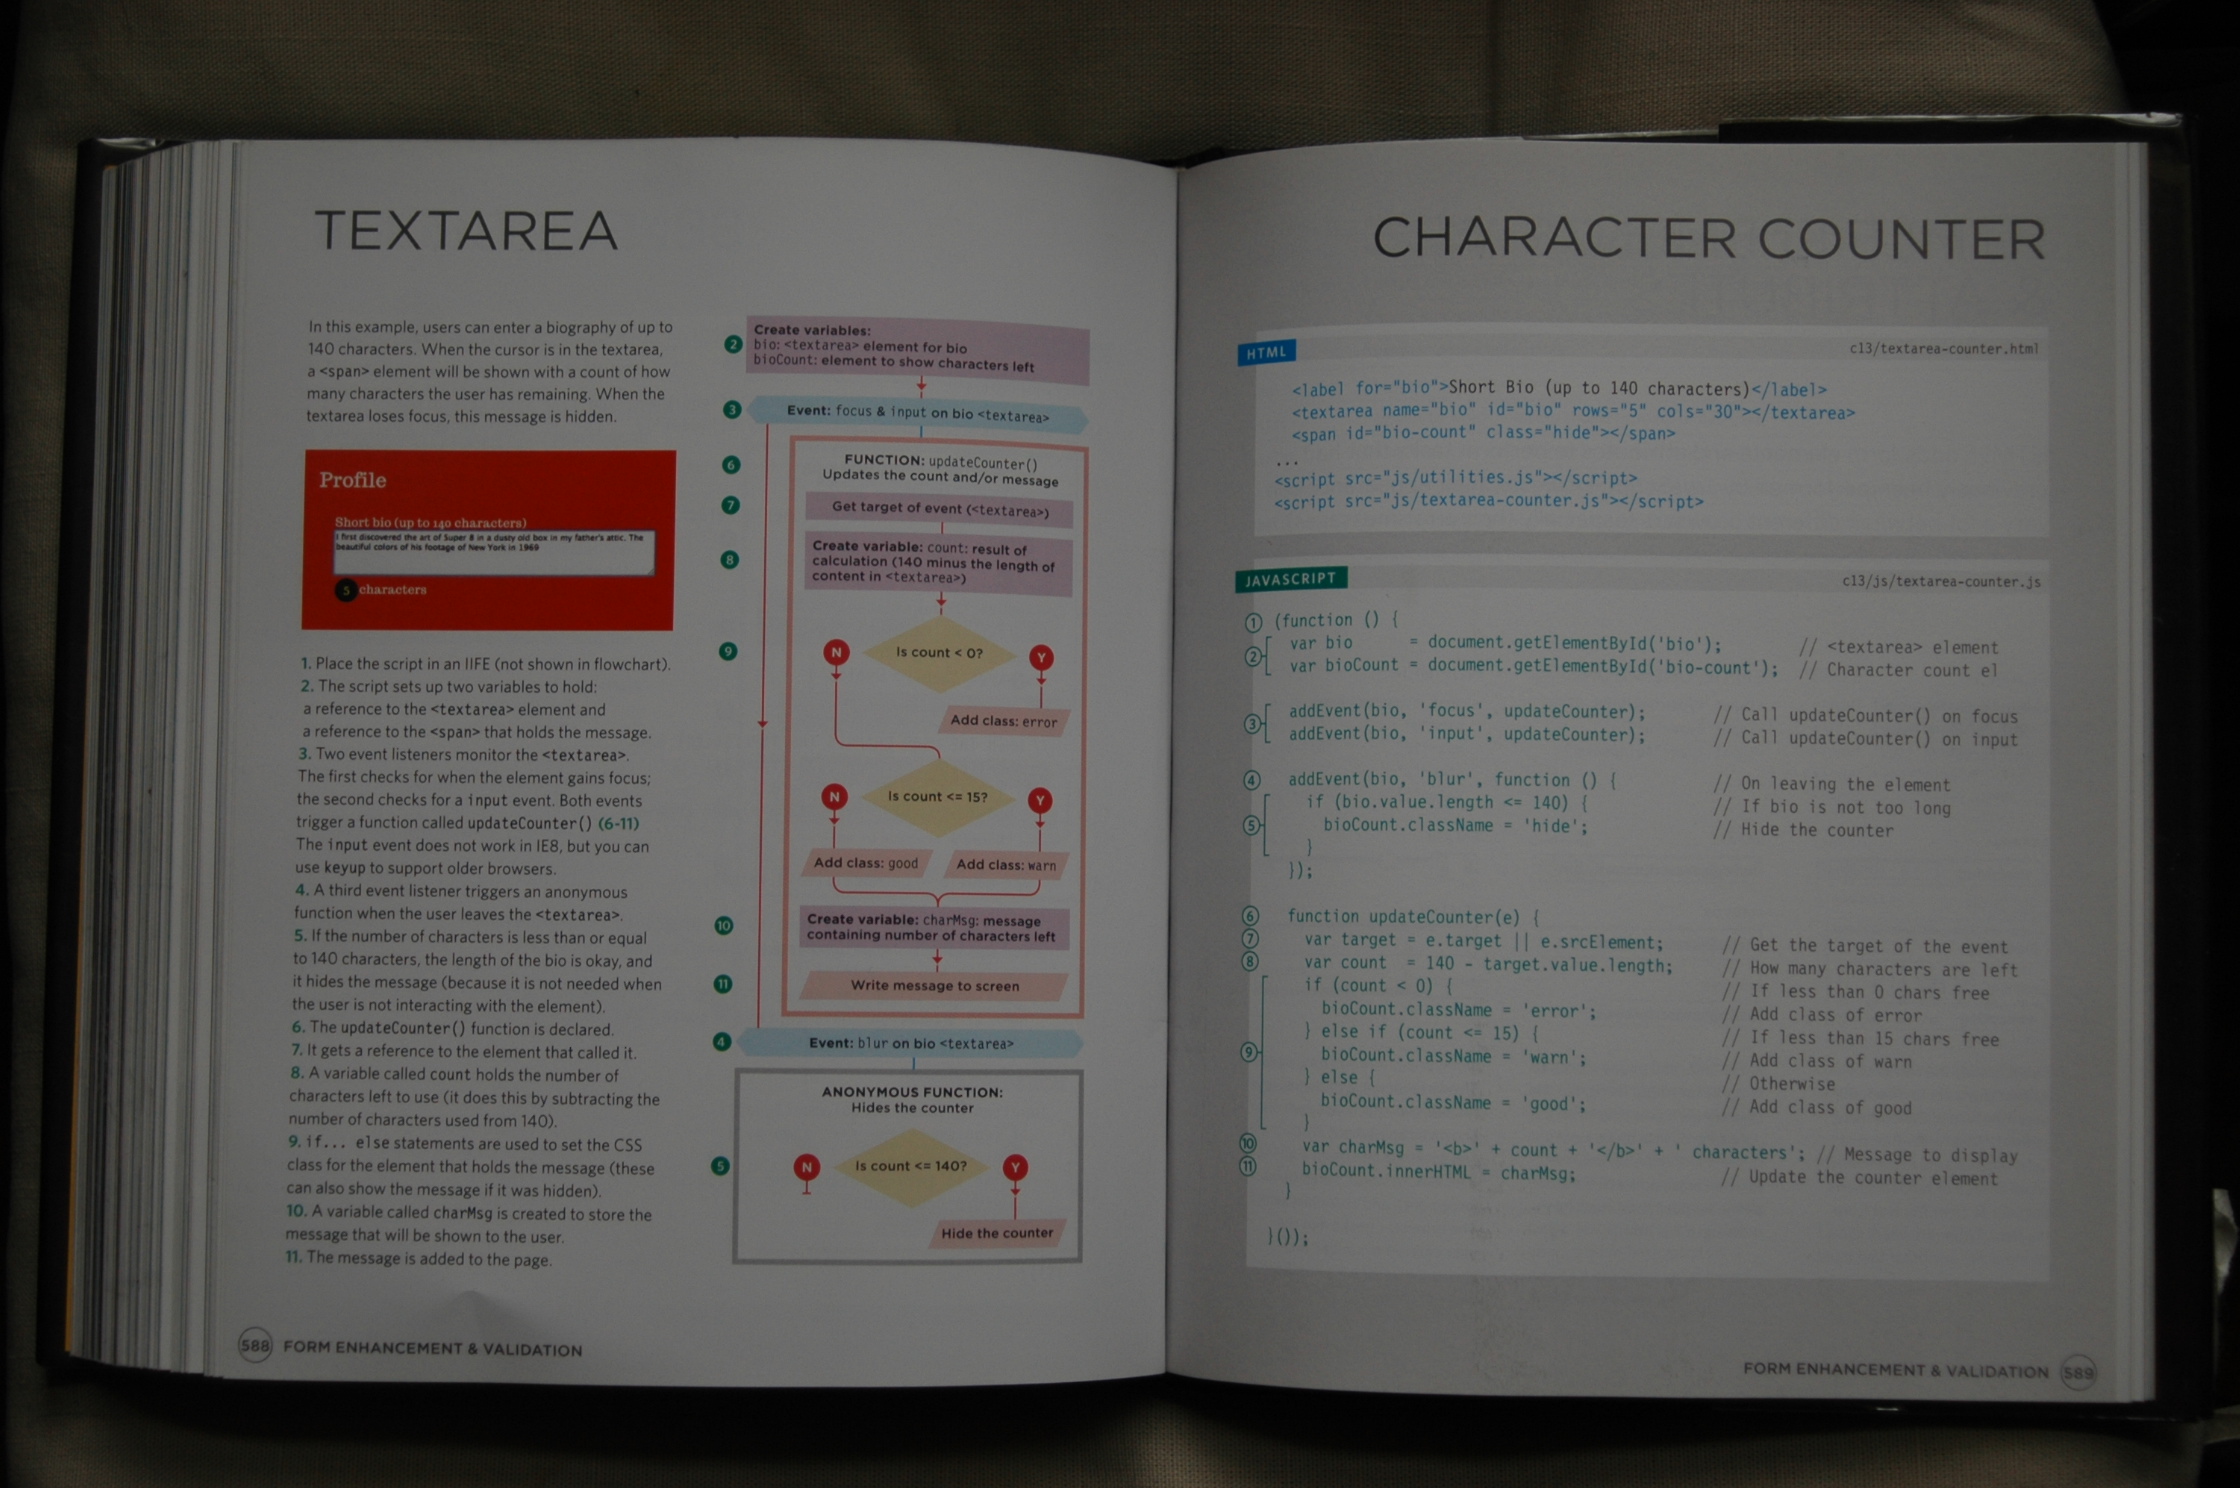 TEXTAREA
In this example, users can enter a biography of up to
140 characters. When the cursor is in the textarea,
a <span> element will be shown with a count of how
many characters the user has remaining. When the
textarea loses focus, this message is hidden.
Profile
Short bio (up to 140 characters)
I first discovered the art of Super 8 in a dusty old box in my father's attic. The
beautiful colors of his footage of New York in 1969
5 characters
1. Place the script in an IIFE (not shown in flowchart).
2. The script sets up two variables to hold:
a reference to the <textarea> element and
a reference to the <span> that holds the message.
3. Two event listeners monitor the <textarea>.
The first checks for when the element gains focus;
the second checks for a input event. Both events
trigger a function called updateCounter() (6-11)
The input event does not work in IE8, but you can
use keyup to support older browsers.
4. A third event listener triggers an anonymous
function when the user leaves the <textarea>.
5. If the number of characters is less than or equal
to 140 characters, the length of the bio is okay, and
it hides the message (because it is not needed when
the user is not interacting with the element).
6. The updateCounter() function is declared.
7. It gets a reference to the element that called it.
8. A variable called count holds the number of
characters left to use (it does this by subtracting the
number of characters used from 140).
9. if... else statements are used to set the CSS
class for the element that holds the message (these
can also show the message if it was hidden).
10. A variable called charMsg is created to store the
message that will be shown to the user.
11. The message is added to the page.
2
Create variables:
bio: <textarea> element for bio
bioCount: element to show characters left
3
Event: focus & input on bio <textarea>
6
FUNCTION: updateCounter()
Updates the count and/or message
7
Get target of event (<textarea>)
8
Create variable: count: result of
calculation (140 minus the length of
content in <textarea>)
9
N
Is count < 0?
Y
Add class: error
N
Is count <= 15?
Y
Add class: good
Add class: warn
10
Create variable: charMsg: message
containing number of characters left
11
Write message to screen
4
Event: blur on bio <textarea>
ANONYMOUS FUNCTION:
Hides the counter
5
N
Is count <= 140?
Y
Hide the counter
588 FORM ENHANCEMENT & VALIDATION
CHARACTER COUNTER
HTML
c13/textarea-counter.html
<label for="bio">Short Bio (up to 140 characters)</label>
<textarea name="bio" id="bio" rows="5" cols="30"></textarea>
<span id="bio-count" class="hide"></span>
...
<script src="js/utilities.js"></script>
<script src="js/textarea-counter.js"></script>
JAVASCRIPT
c13/js/textarea-counter.js
1 (function () {
2 var bio = document.getElementById('bio'); // <textarea> element
var bioCount = document.getElementById('bio-count'); // Character count el
3 addEvent(bio, 'focus', updateCounter); // Call updateCounter() on focus
addEvent(bio, 'input', updateCounter); // Call updateCounter() on input
4 addEvent(bio, 'blur', function () { // On leaving the element
if (bio.value.length <= 140) { // If bio is not too long
5 bioCount.className = 'hide'; // Hide the counter
}
});
6 function updateCounter(e) {
7 var target = e.target || e.srcElement; // Get the target of the event
8 var count = 140 - target.value.length; // How many characters are left
if (count < 0) { // If less than 0 chars free
bioCount.className = 'error'; // Add class of error
} else if (count <= 15) { // If less than 15 chars free
9 bioCount.className = 'warn'; // Add class of warn
} else { // Otherwise
bioCount.className = 'good'; // Add class of good
}
10 var charMsg = '<b>' + count + '</b>' + ' characters'; // Message to display
11 bioCount.innerHTML = charMsg; // Update the counter element
}
}());
FORM ENHANCEMENT & VALIDATION 589